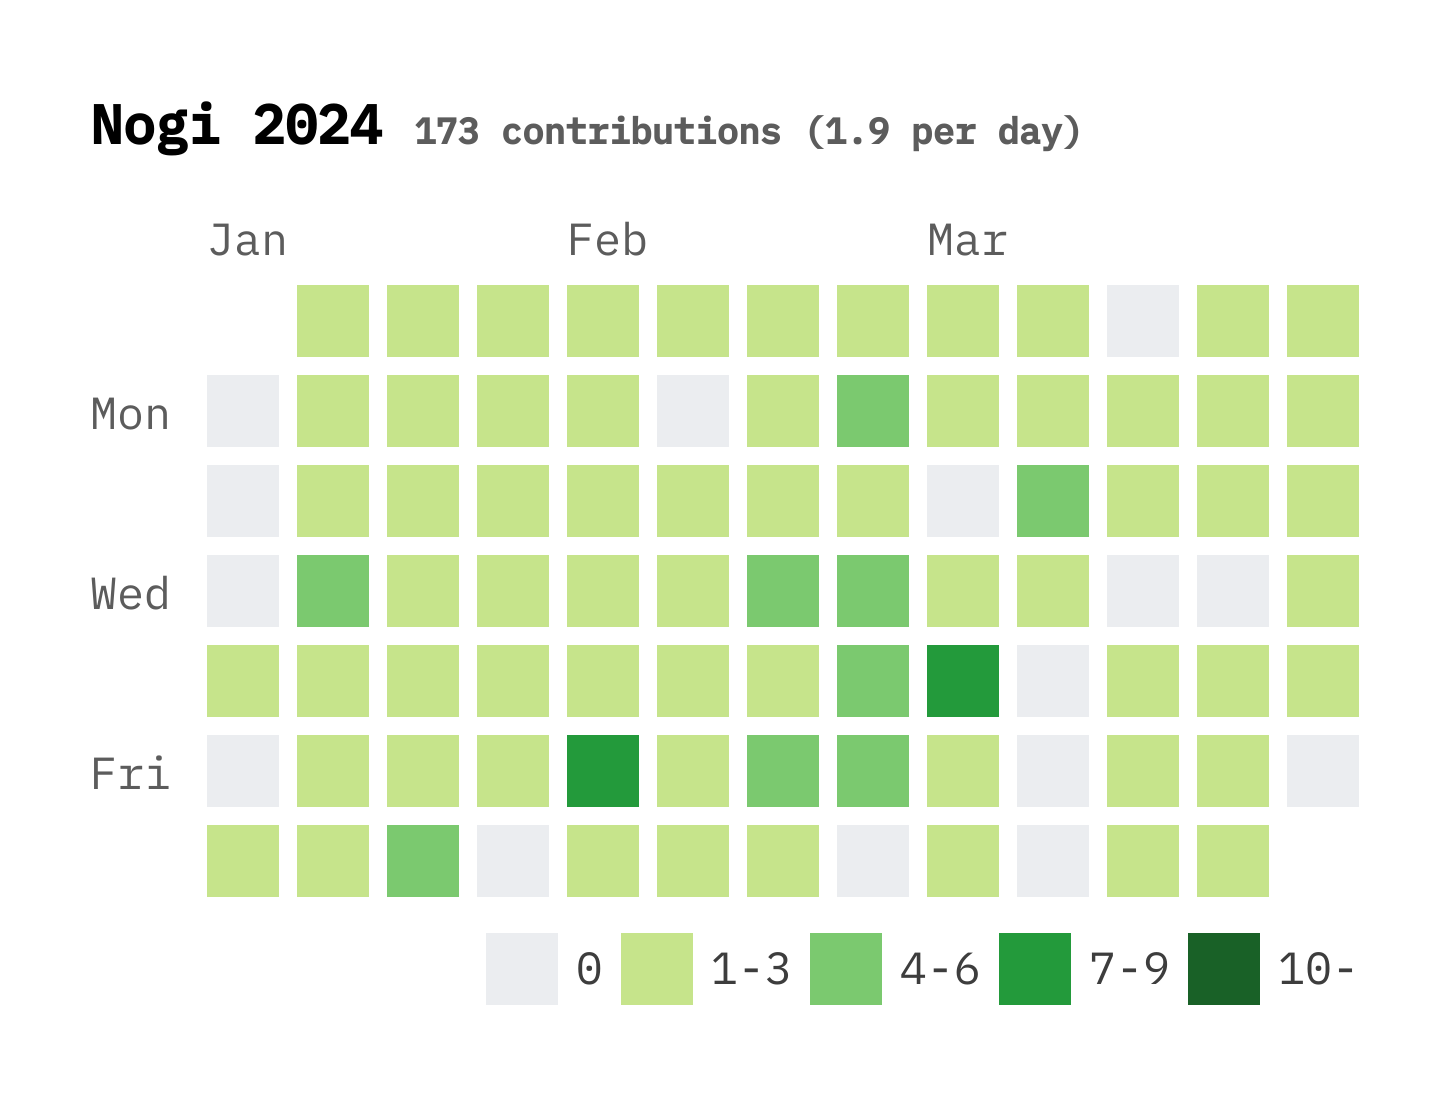 Nogi 2024 173 contributions (1.9 per day)
Jan Feb Mar
Mon
Wed
Fri
0 1-3 4-6 7-9 10-